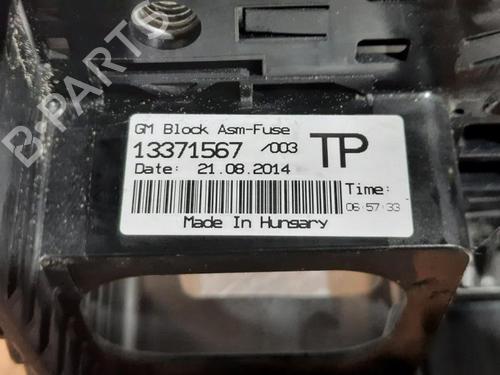 B-PARTS
GM Block Asm-Fuse
13371567 /003 TP
Date: 21.08.2014
Time:
06:57:33
Made In Hungary